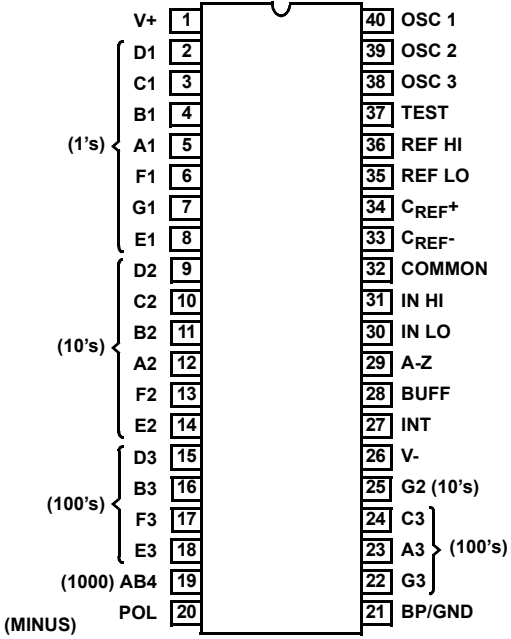 V+ 1 40 OSC 1
D1 2 39 OSC 2
C1 3 38 OSC 3
B1 4 37 TEST
(1's) A1 5 36 REF HI
F1 6 35 REF LO
G1 7 34 CREF+
E1 8 33 CREF-
D2 9 32 COMMON
C2 10 31 IN HI
B2 11 30 IN LO
(10's) A2 12 29 A-Z
F2 13 28 BUFF
E2 14 27 INT
D3 15 26 V-
B3 16 25 G2 (10's)
(100's) F3 17 24 C3
E3 18 23 A3 (100's)
(1000) AB4 19 22 G3
(MINUS) POL 20 21 BP/GND